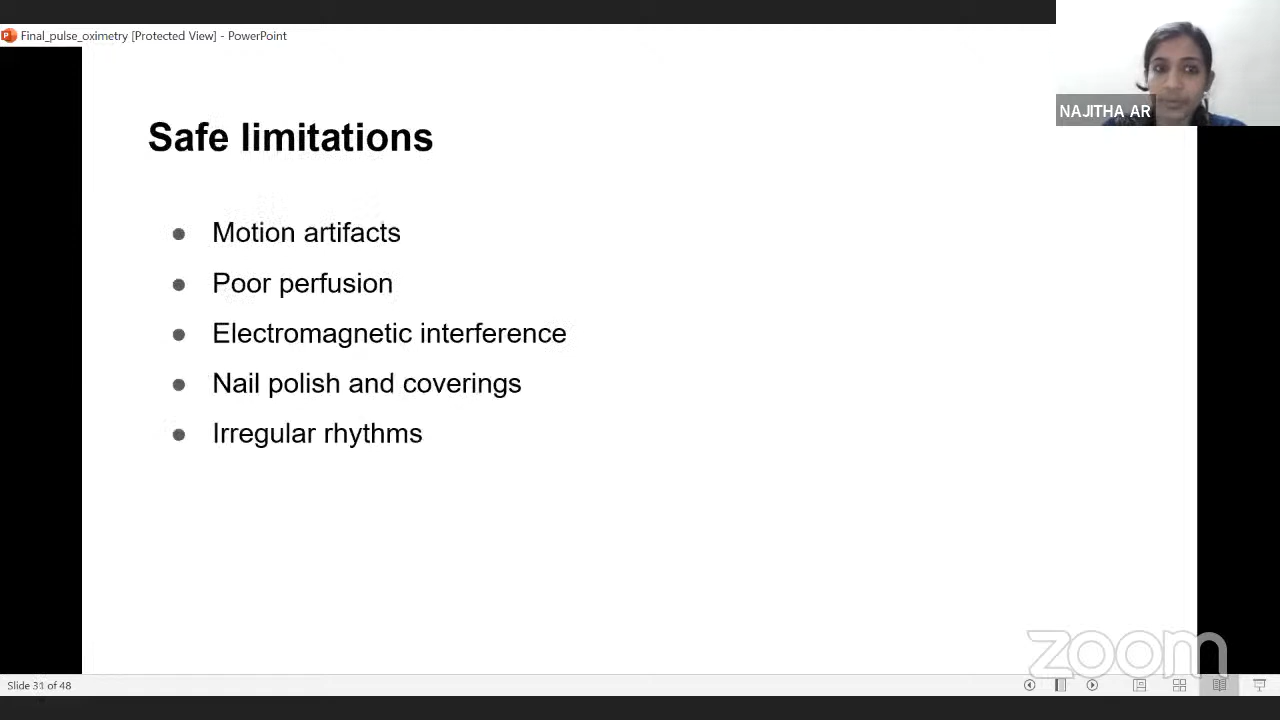 Final_pulse_oximetry [Protected View] - PowerPoint
NAJITHA AR
Safe limitations
● Motion artifacts
● Poor perfusion
● Electromagnetic interference
● Nail polish and coverings
● Irregular rhythms
zoom
Slide 31 of 48